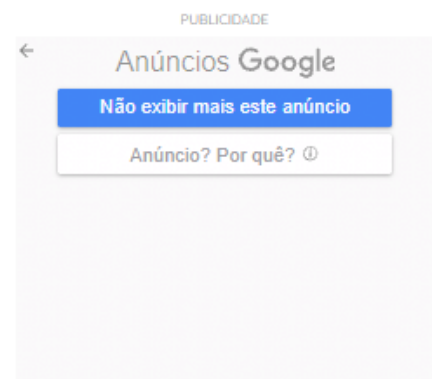 PUBLICIDADE
Anúncios Google
Não exibir mais este anúncio
Anúncio? Por quê?